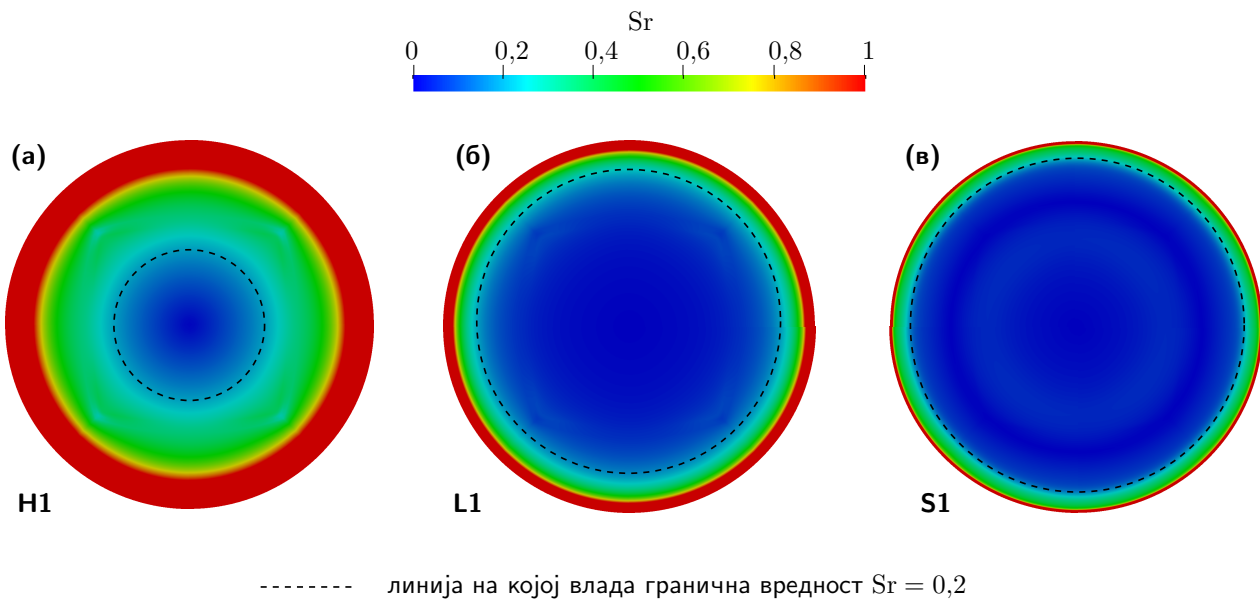 Sr
0 0,2 0,4 0,6 0,8 1
(а) (б) (в)
H1 L1 S1
линија на којој влада гранична вредност Sr = 0,2